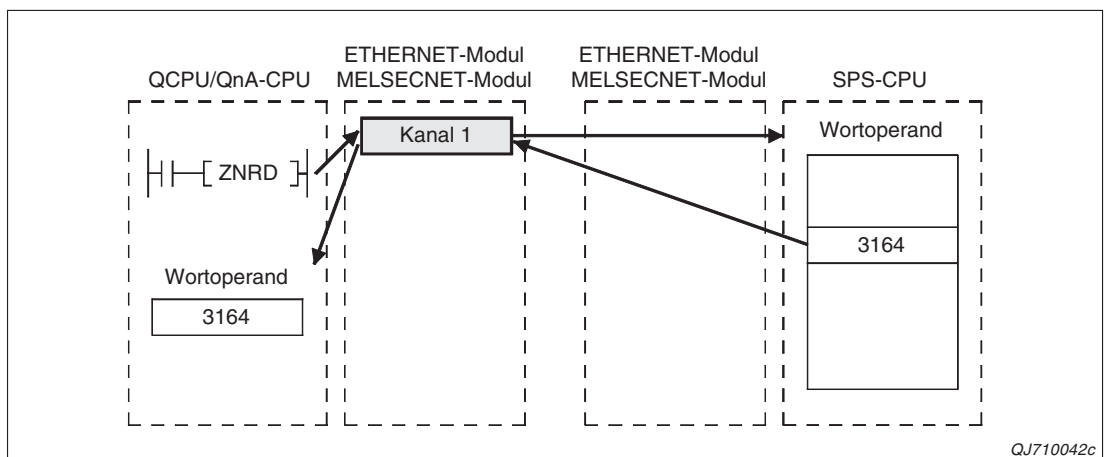 QCPU/QnA-CPU
ETHERNET-Modul
MELSECNET-Modul
ETHERNET-Modul
MELSECNET-Modul
SPS-CPU
Kanal 1
Wortoperand
ZNRD
3164
Wortoperand
3164
QJ710042c